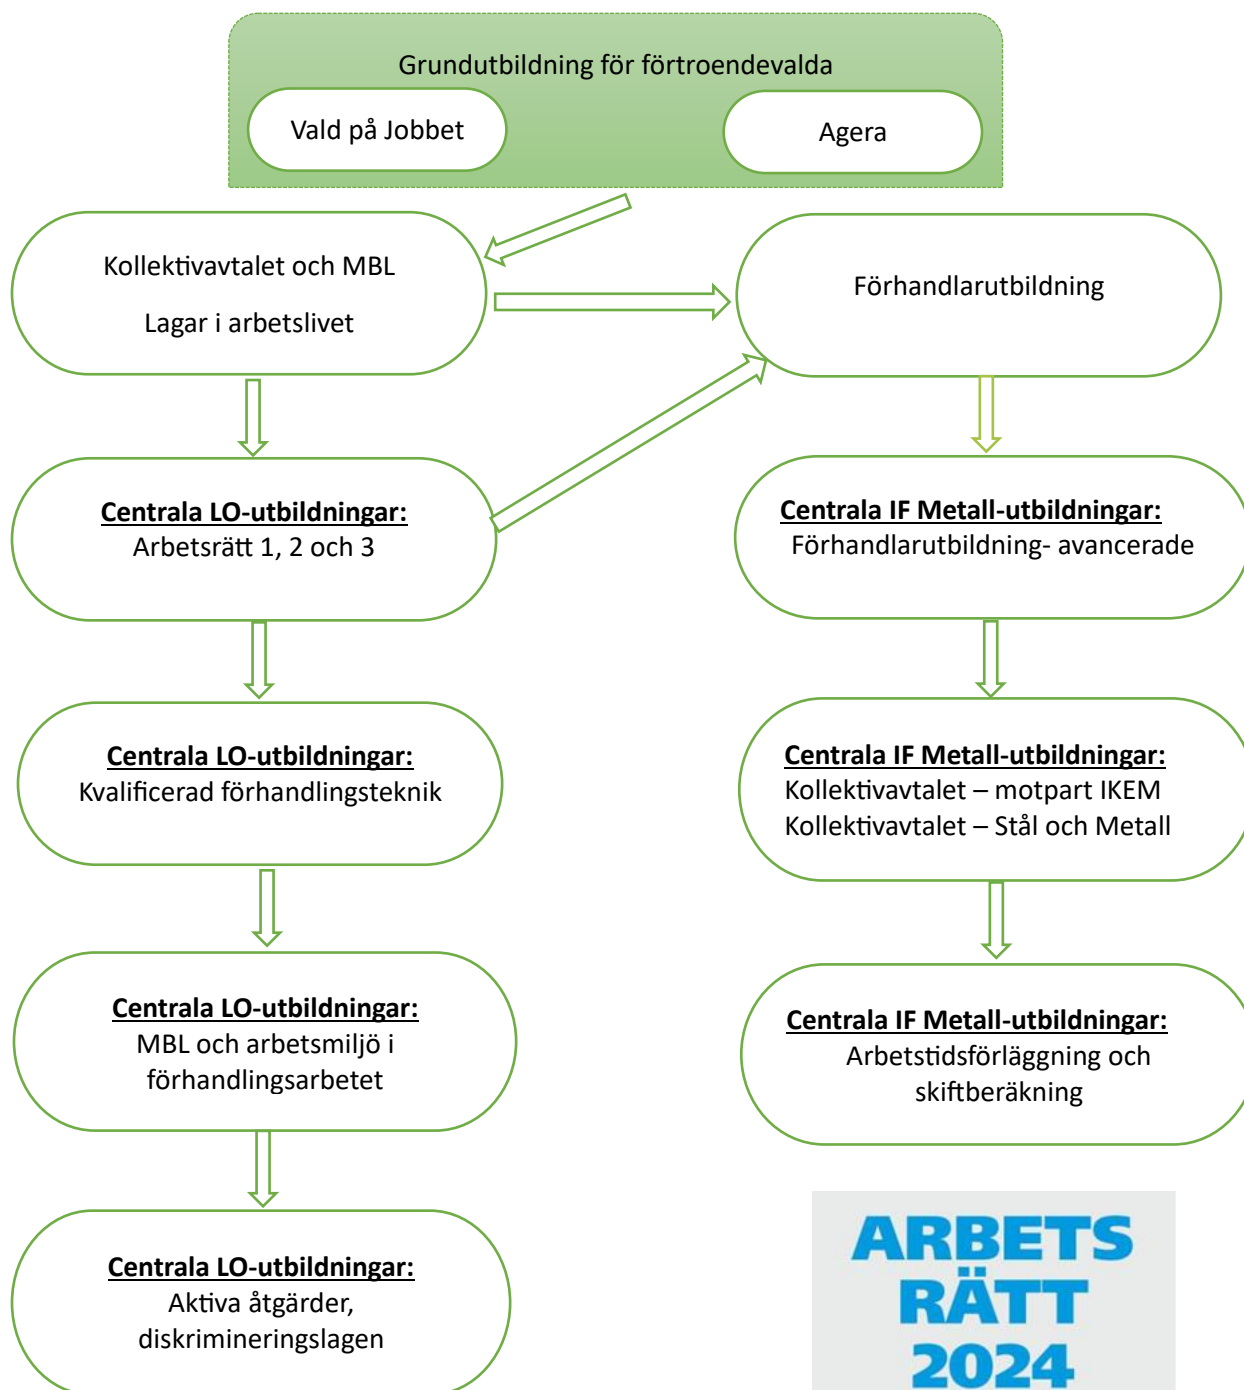 Grundutbildning för förtroendevalda
Vald på Jobbet
Agera
Kollektivavtalet och MBL
Lagar i arbetslivet
Förhandlarutbildning
Centrala LO-utbildningar:
Arbetsrätt 1, 2 och 3
Centrala IF Metall-utbildningar:
Förhandlarutbildning- avancerade
Centrala LO-utbildningar:
Kvalificerad förhandlingsteknik
Centrala IF Metall-utbildningar:
Kollektivavtalet – motpart IKEM
Kollektivavtalet – Stål och Metall
Centrala LO-utbildningar:
MBL och arbetsmiljö i
förhandlingsarbetet
Centrala IF Metall-utbildningar:
Arbetstidsförläggning och
skiftberäkning
Centrala LO-utbildningar:
Aktiva åtgärder,
diskrimineringslagen
ARBETS
RÄTT
2024